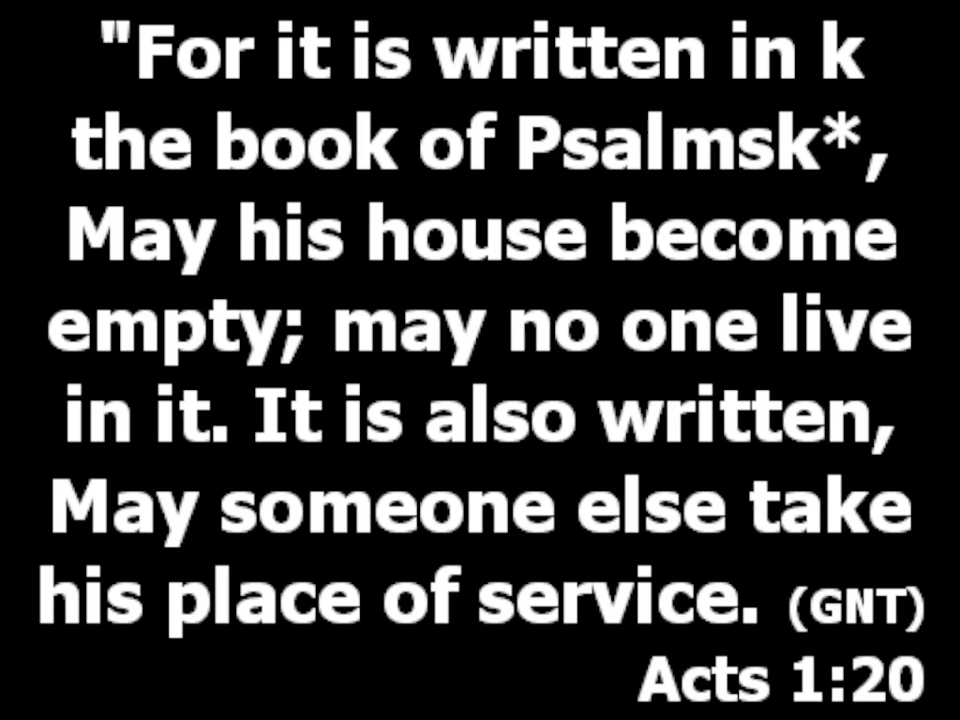 "For it is written in k
the book of Psalmsk*,
May his house become
empty; may no one live
in it. It is also written,
May someone else take
his place of service. (GNT)
Acts 1:20